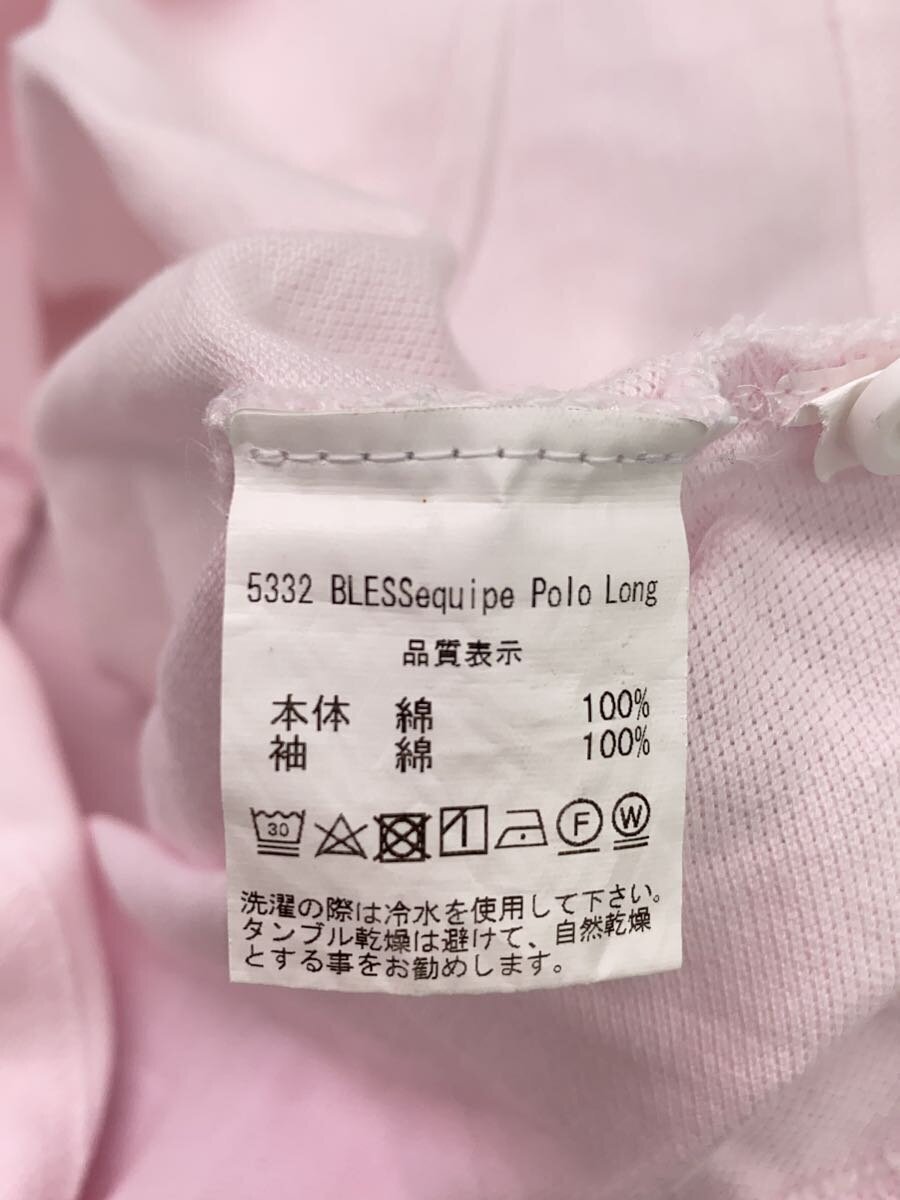 5332 BLESSequipe Polo Long
品質表示
本体 綿 100%
袖 綿 100%
30 F W
洗濯の際は冷水を使用して下さい。
タンブル乾燥は避けて、自然乾燥
とする事をお勧めします。